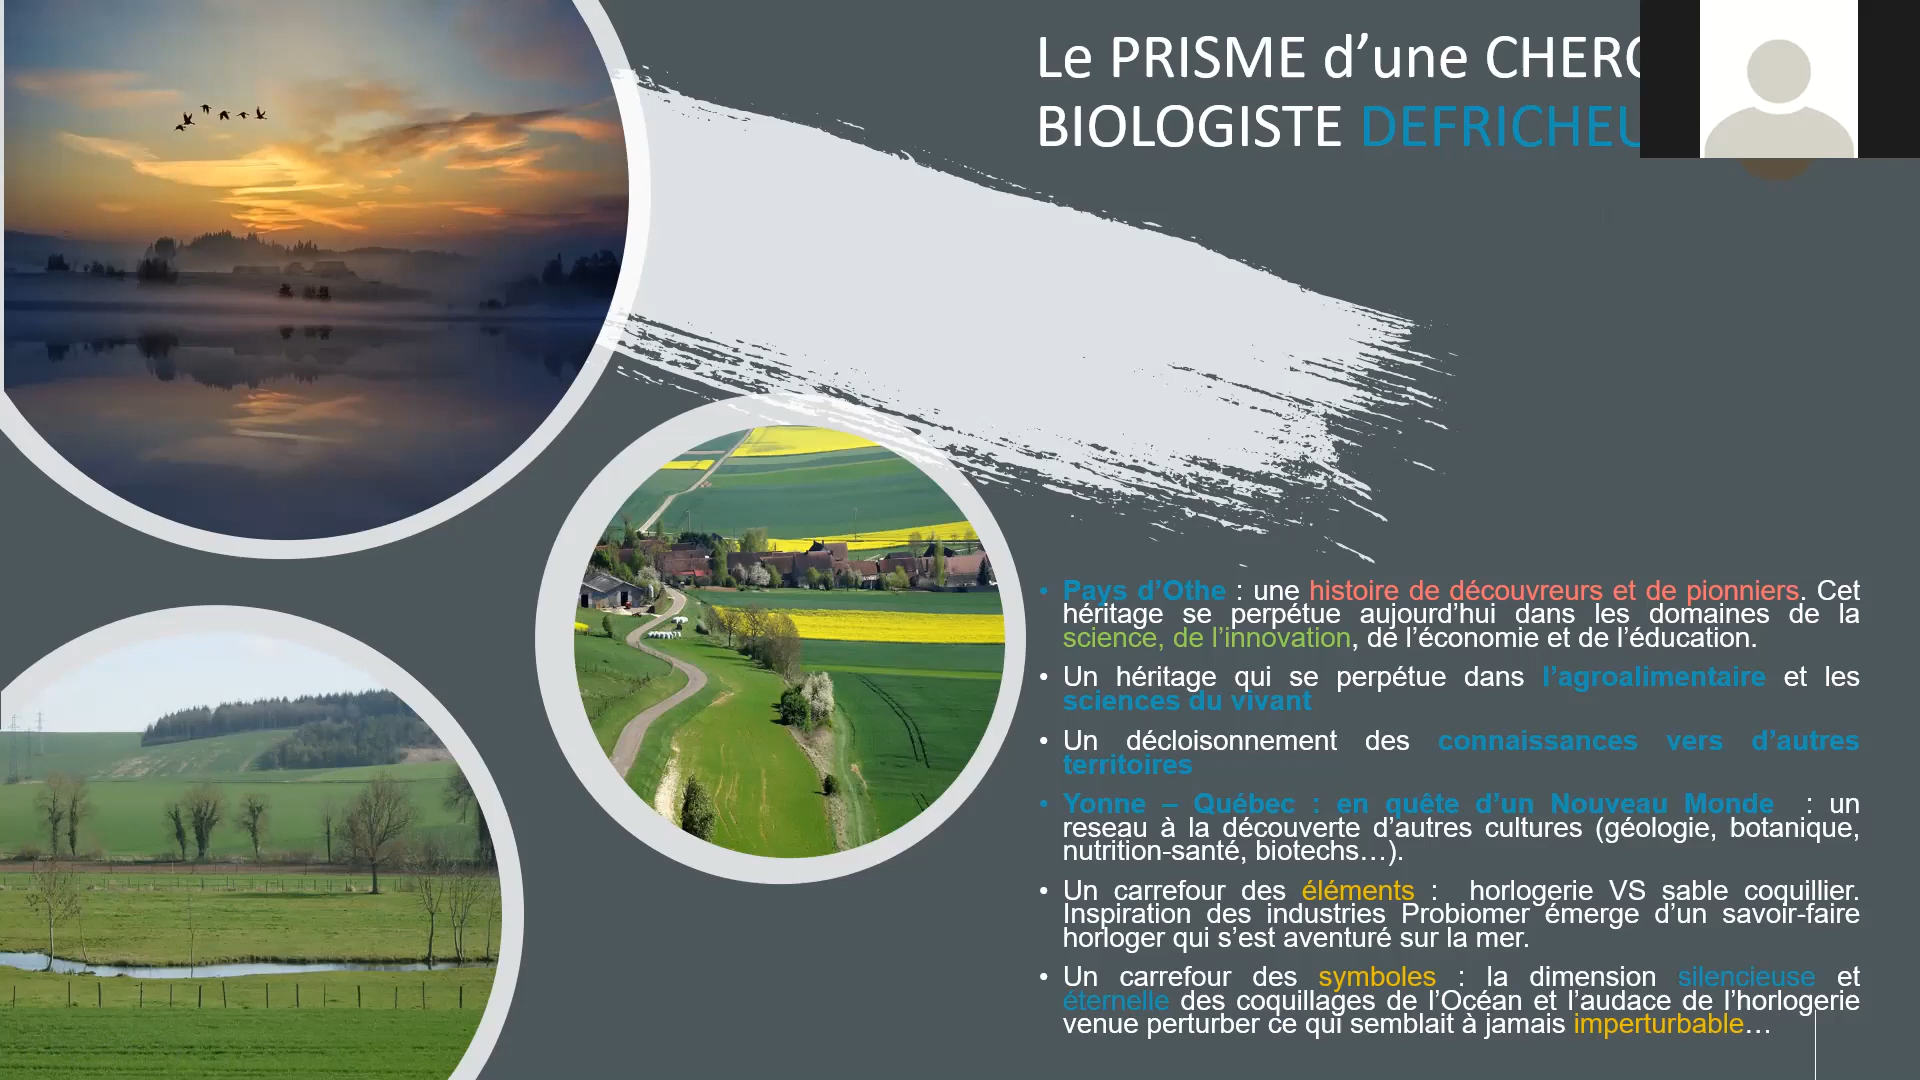 Le PRISME d’une
BIOLOGISTE
• Pays d’Othe : une histoire de découvreurs et de pionniers. Cet
héritage se perpétue aujourd’hui dans les domaines de la
science, de l’innovation, de l’économie et de l’éducation.
• Un héritage qui se perpétue dans l’agroalimentaire et les
sciences du vivant
• Un décloisonnement des connaissances vers d’autres
territoires
• Yonne – Québec : en quête d’un Nouveau Monde : un
reseau à la découverte d’autres cultures (géologie, botanique,
nutrition-santé, biotechs…).
• Un carrefour des éléments : horlogerie VS sable coquillier.
Inspiration des industries Probiomer émerge d’un savoir-faire
horloger qui s’est aventuré sur la mer.
• Un carrefour des symboles : la dimension silencieuse et
éternelle des coquillages de l’Océan et l’audace de l’horlogerie
venue perturber ce qui semblait à jamais imperturbable…